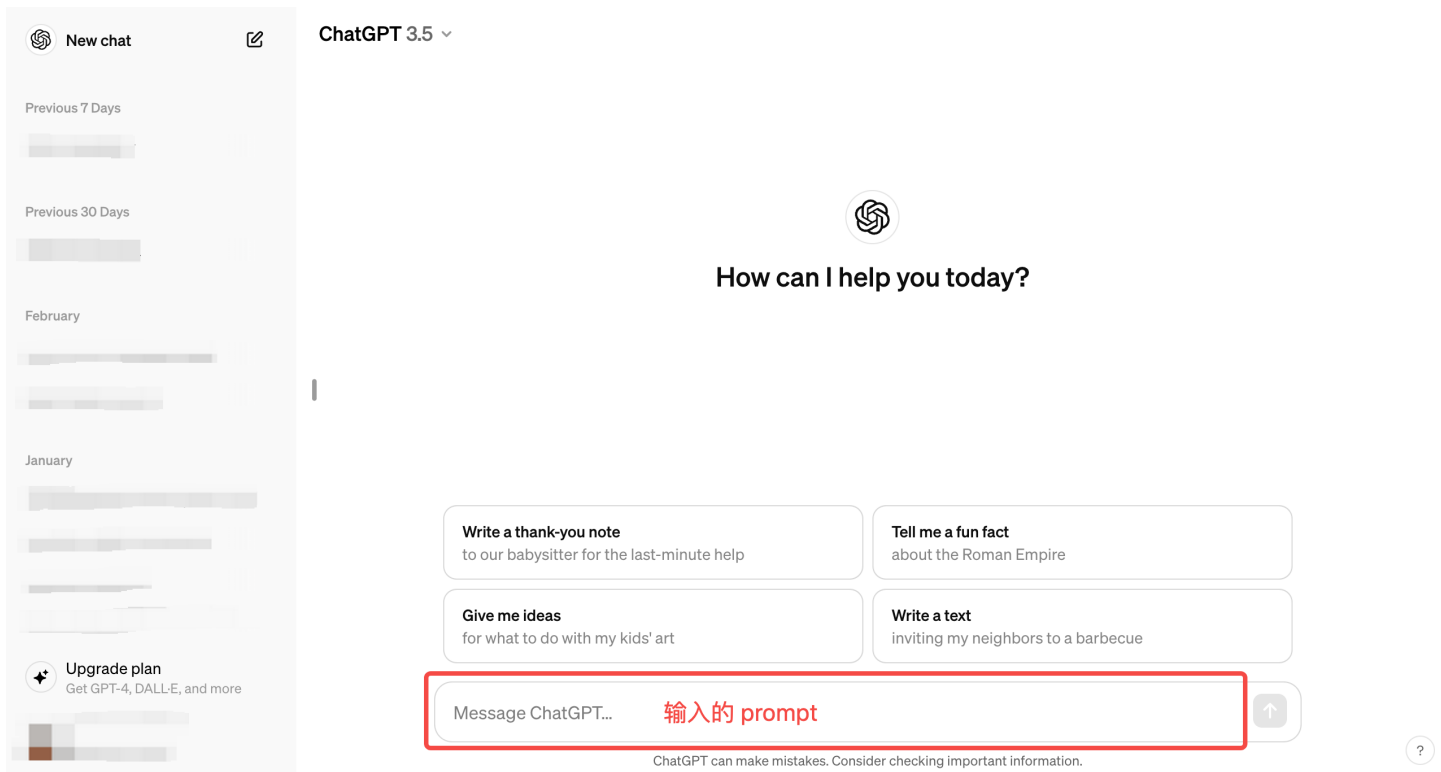 New chat
ChatGPT 3.5
Previous 7 Days
Previous 30 Days
February
January
Upgrade plan
Get GPT-4, DALL·E, and more
How can I help you today?
Write a thank-you note
to our babysitter for the last-minute help
Tell me a fun fact
about the Roman Empire
Give me ideas
for what to do with my kids' art
Write a text
inviting my neighbors to a barbecue
Message ChatGPT... 输入的 prompt
ChatGPT can make mistakes. Consider checking important information.
?